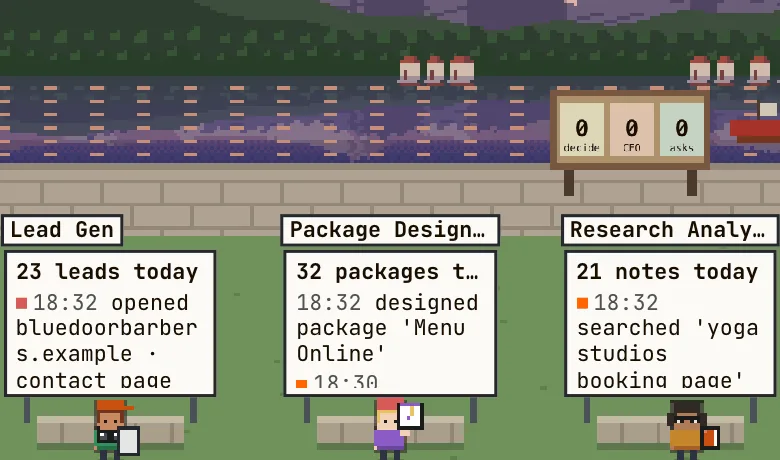 0 0 0
decide CEO asks
Lead Gen
23 leads today
18:32 opened
bluedoorbarber
s.example ·
contact page
Package Design…
32 packages t…
18:32 designed
package 'Menu
Online'
18:30
Research Analy…
21 notes today
18:32
searched 'yoga
studios
booking page'